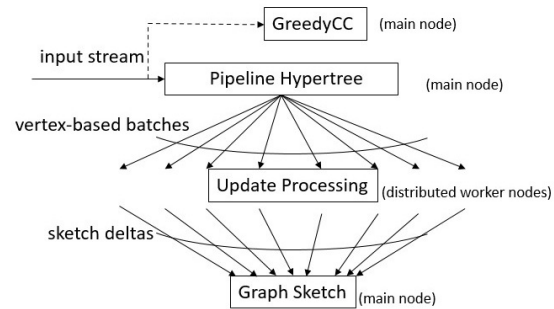 GreedyCC (main node)
input stream
Pipeline Hypertree (main node)
vertex-based batches
Update Processing (distributed worker nodes)
sketch deltas
Graph Sketch (main node)